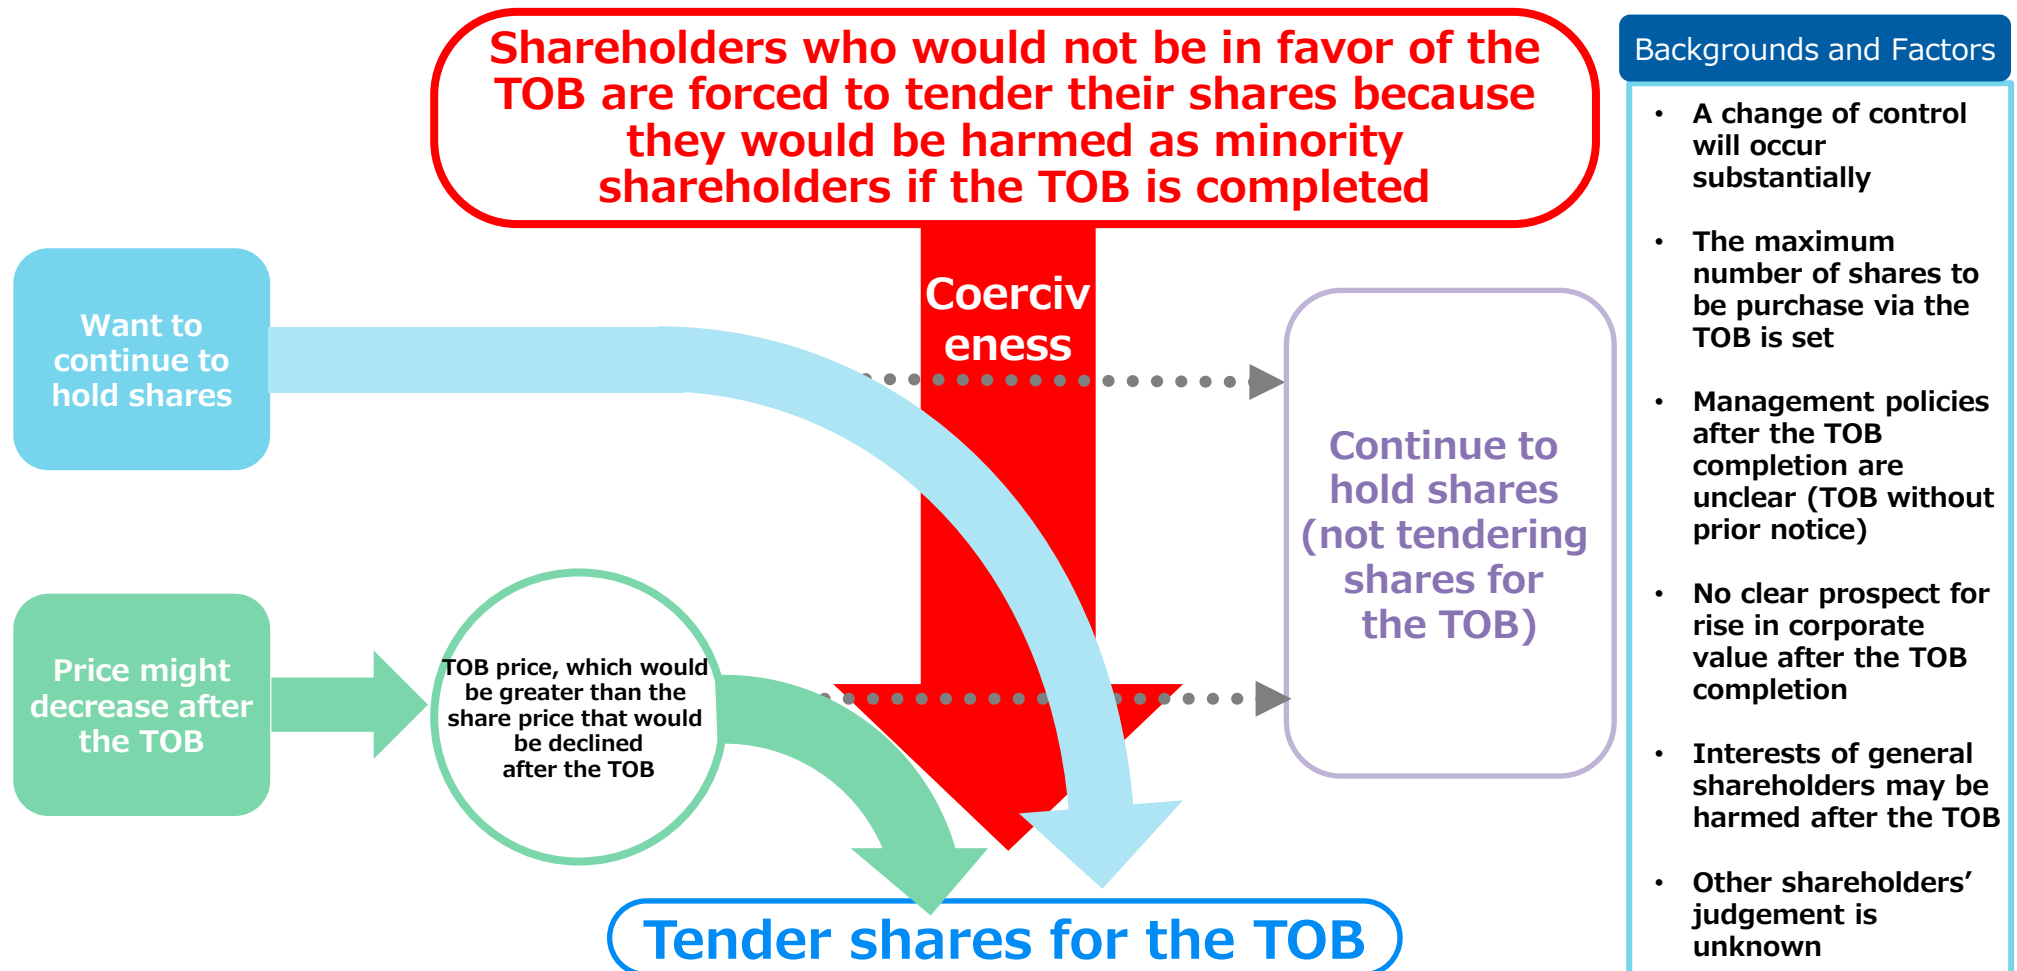 Shareholders who would not be in favor of the
TOB are forced to tender their shares because
they would be harmed as minority
shareholders if the TOB is completed
Coerciv
eness
Want to
continue to
hold shares
Price might
decrease after
the TOB
TOB price, which would
be greater than the
share price that would
be declined
after the TOB
Continue to
hold shares
(not tendering
shares for
the TOB)
Tender shares for the TOB
Backgrounds and Factors
• A change of control
will occur
substantially
• The maximum
number of shares to
be purchase via the
TOB is set
• Management policies
after the TOB
completion are
unclear (TOB without
prior notice)
• No clear prospect for
rise in corporate
value after the TOB
completion
• Interests of general
shareholders may be
harmed after the TOB
• Other shareholders’
judgement is
unknown